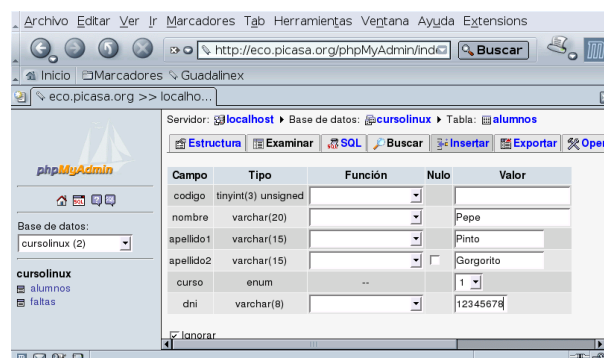 Archivo Editar Ver Ir Marcadores Tab Herramientas Ventana Ayuda Extensions
http://eco.picasa.org/phpMyAdmin/inde Buscar
Inicio Marcadores Guadalinex
eco.picasa.org >> localho...
Servidor: localhost Base de datos: cursolinux Tabla: alumnos
Estructura Examinar SQL Buscar Insertar Exportar Oper
phpMyAdmin
SQL
Base de datos:
cursolinux (2)
cursolinux
alumnos
faltas
Campo Tipo Función Nulo Valor
codigo tinyint(3) unsigned
nombre varchar(20) Pepe
apellido1 varchar(15) Pinto
apellido2 varchar(15) Gorgorito
curso enum -- 1
dni varchar(8) 12345678
Ignorar